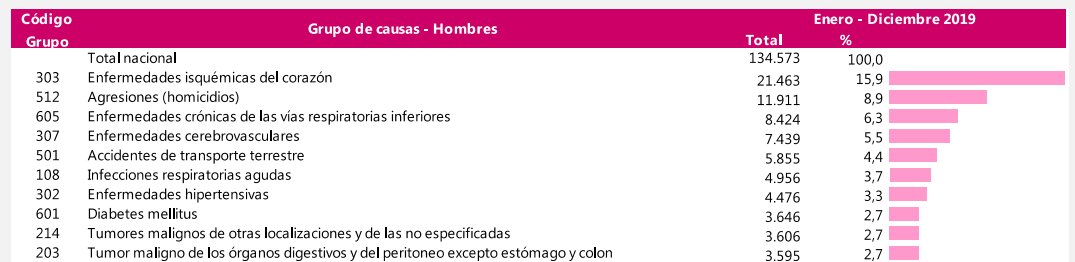 Código Grupo Grupo de causas - Hombres Enero - Diciembre 2019
Total %
Total nacional 134.573 100,0
303 Enfermedades isquémicas del corazón 21.463 15,9
512 Agresiones (homicidios) 11.911 8,9
605 Enfermedades crónicas de las vías respiratorias inferiores 8.424 6,3
307 Enfermedades cerebrovasculares 7.439 5,5
501 Accidentes de transporte terrestre 5.855 4,4
108 Infecciones respiratorias agudas 4.956 3,7
302 Enfermedades hipertensivas 4.476 3,3
601 Diabetes mellitus 3.646 2,7
214 Tumores malignos de otras localizaciones y de las no especificadas 3.606 2,7
203 Tumor maligno de los órganos digestivos y del peritoneo excepto estómago y colon 3.595 2,7